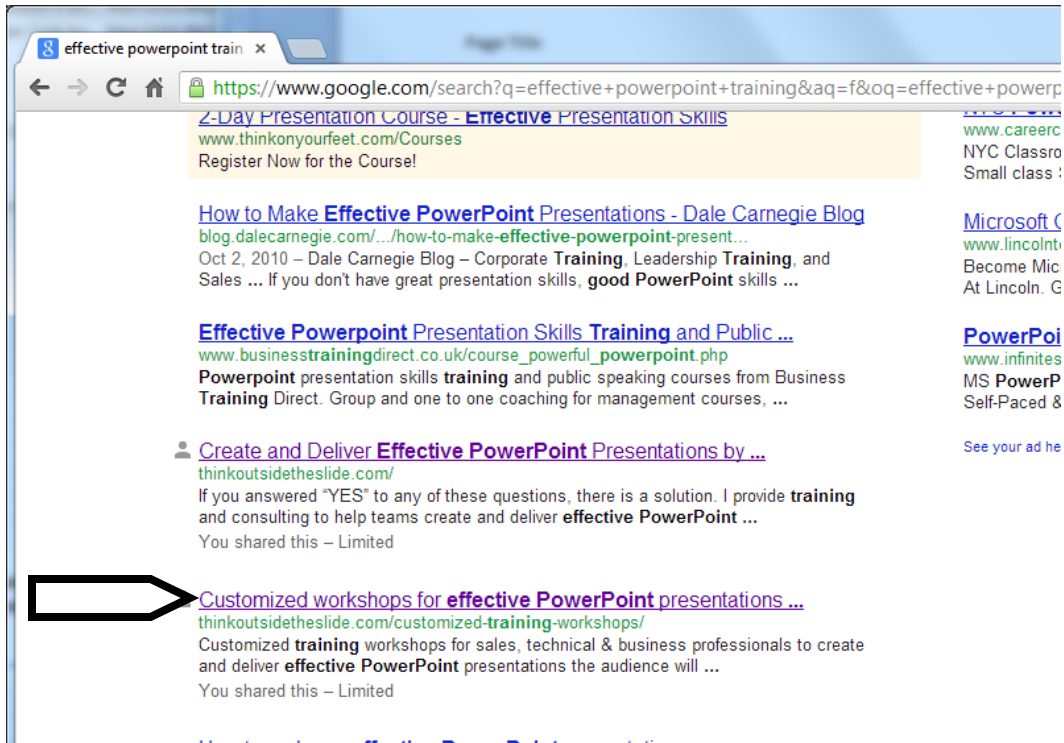 effective powerpoint train
Page Title
https://www.google.com/search?q=effective+powerpoint+training&aq=f&oq=effective+powerp
2-Day Presentation Course - Effective Presentation Skills
www.thinkonyourfeet.com/Courses
Register Now for the Course!
How to Make Effective PowerPoint Presentations - Dale Carnegie Blog
blog.dalecarnegie.com/.../how-to-make-effective-powerpoint-present...
Oct 2, 2010 – Dale Carnegie Blog – Corporate Training, Leadership Training, and
Sales ... If you don't have great presentation skills, good PowerPoint skills ...
Effective Powerpoint Presentation Skills Training and Public ...
www.businesstrainingdirect.co.uk/course_powerful_powerpoint.php
Powerpoint presentation skills training and public speaking courses from Business
Training Direct. Group and one to one coaching for management courses, ...
Create and Deliver Effective PowerPoint Presentations by ...
thinkoutsidetheslide.com/
If you answered “YES” to any of these questions, there is a solution. I provide training
and consulting to help teams create and deliver effective PowerPoint ...
You shared this – Limited
Customized workshops for effective PowerPoint presentations ...
thinkoutsidetheslide.com/customized-training-workshops/
Customized training workshops for sales, technical & business professionals to create
and deliver effective PowerPoint presentations the audience will ...
You shared this – Limited
www.careerc
NYC Classro
Small class
Microsoft
www.lincolnte
Become Mic
At Lincoln. G
PowerPoi
www.infinites
MS PowerP
Self-Paced &
See your ad he